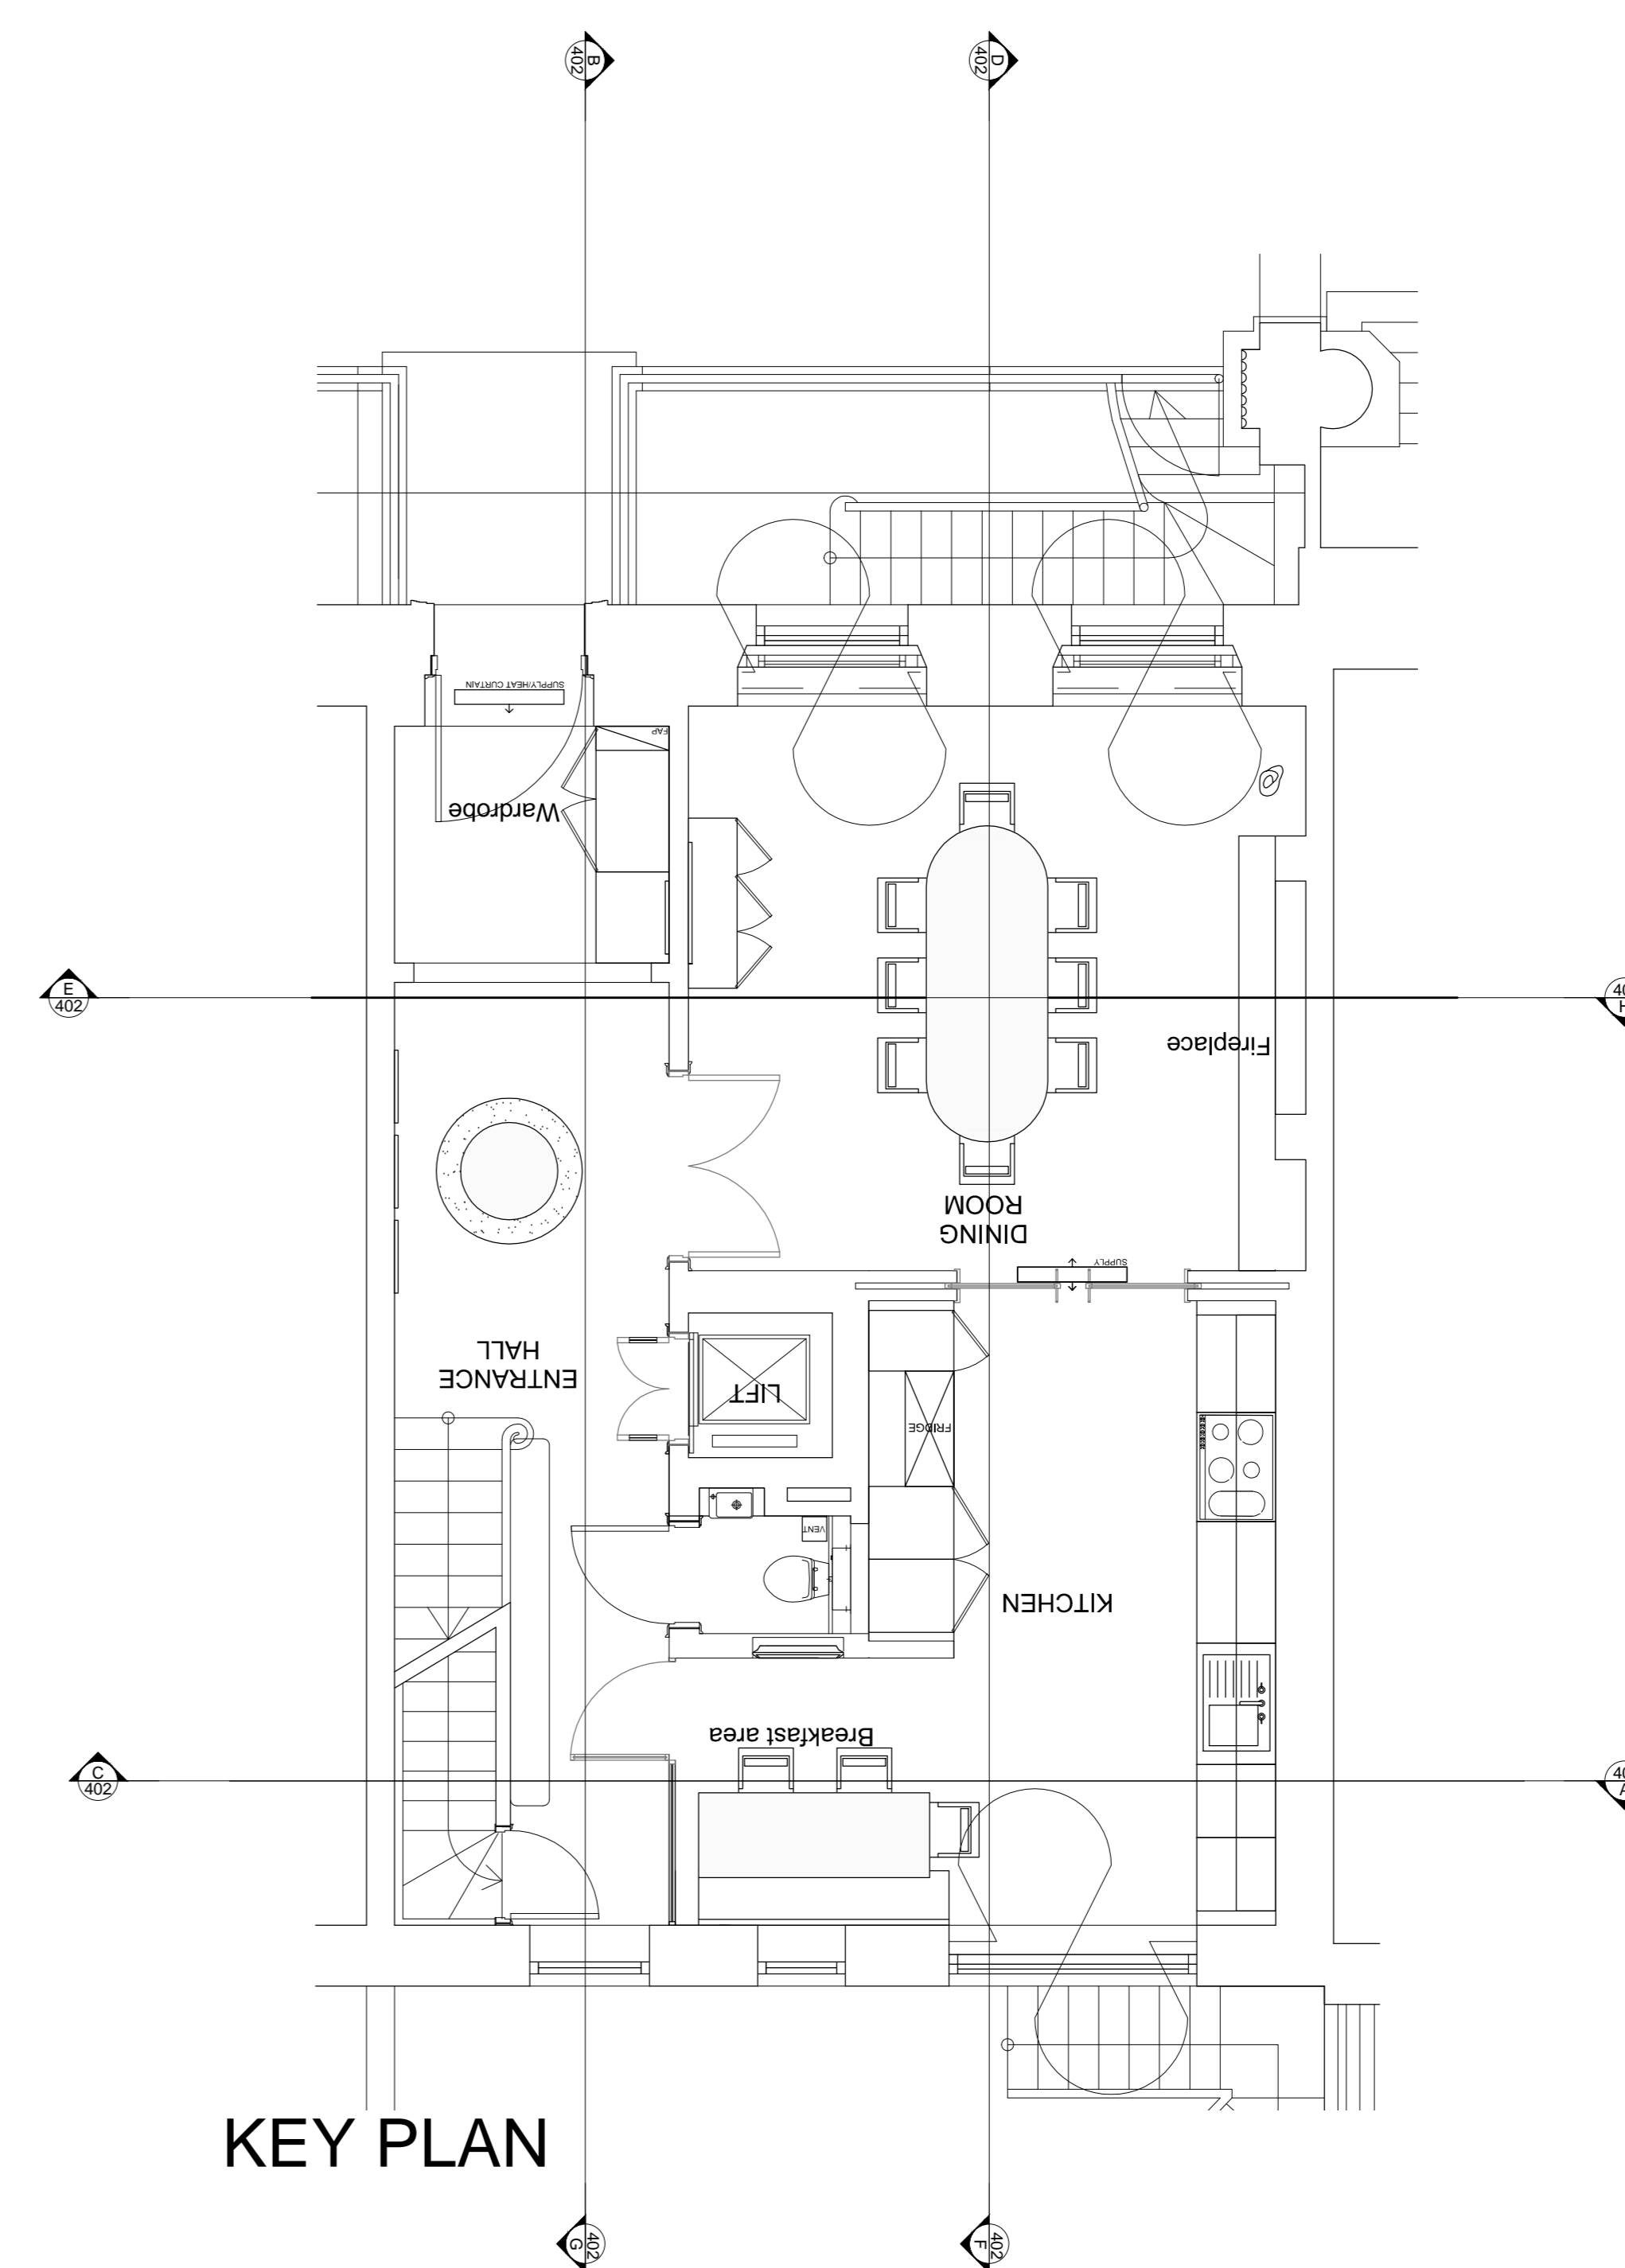 B
402
D
402
SUPPLY/HEAT CURTAIN
FAP
Wardrobe
E
402
H
Fireplace
DINING
ROOM
SUPPLY
ENTRANCE
HALL
LIFT
FRIDGE
VENT
KITCHEN
Breakfast area
C
402
A
KEY PLAN
402
G
402
F